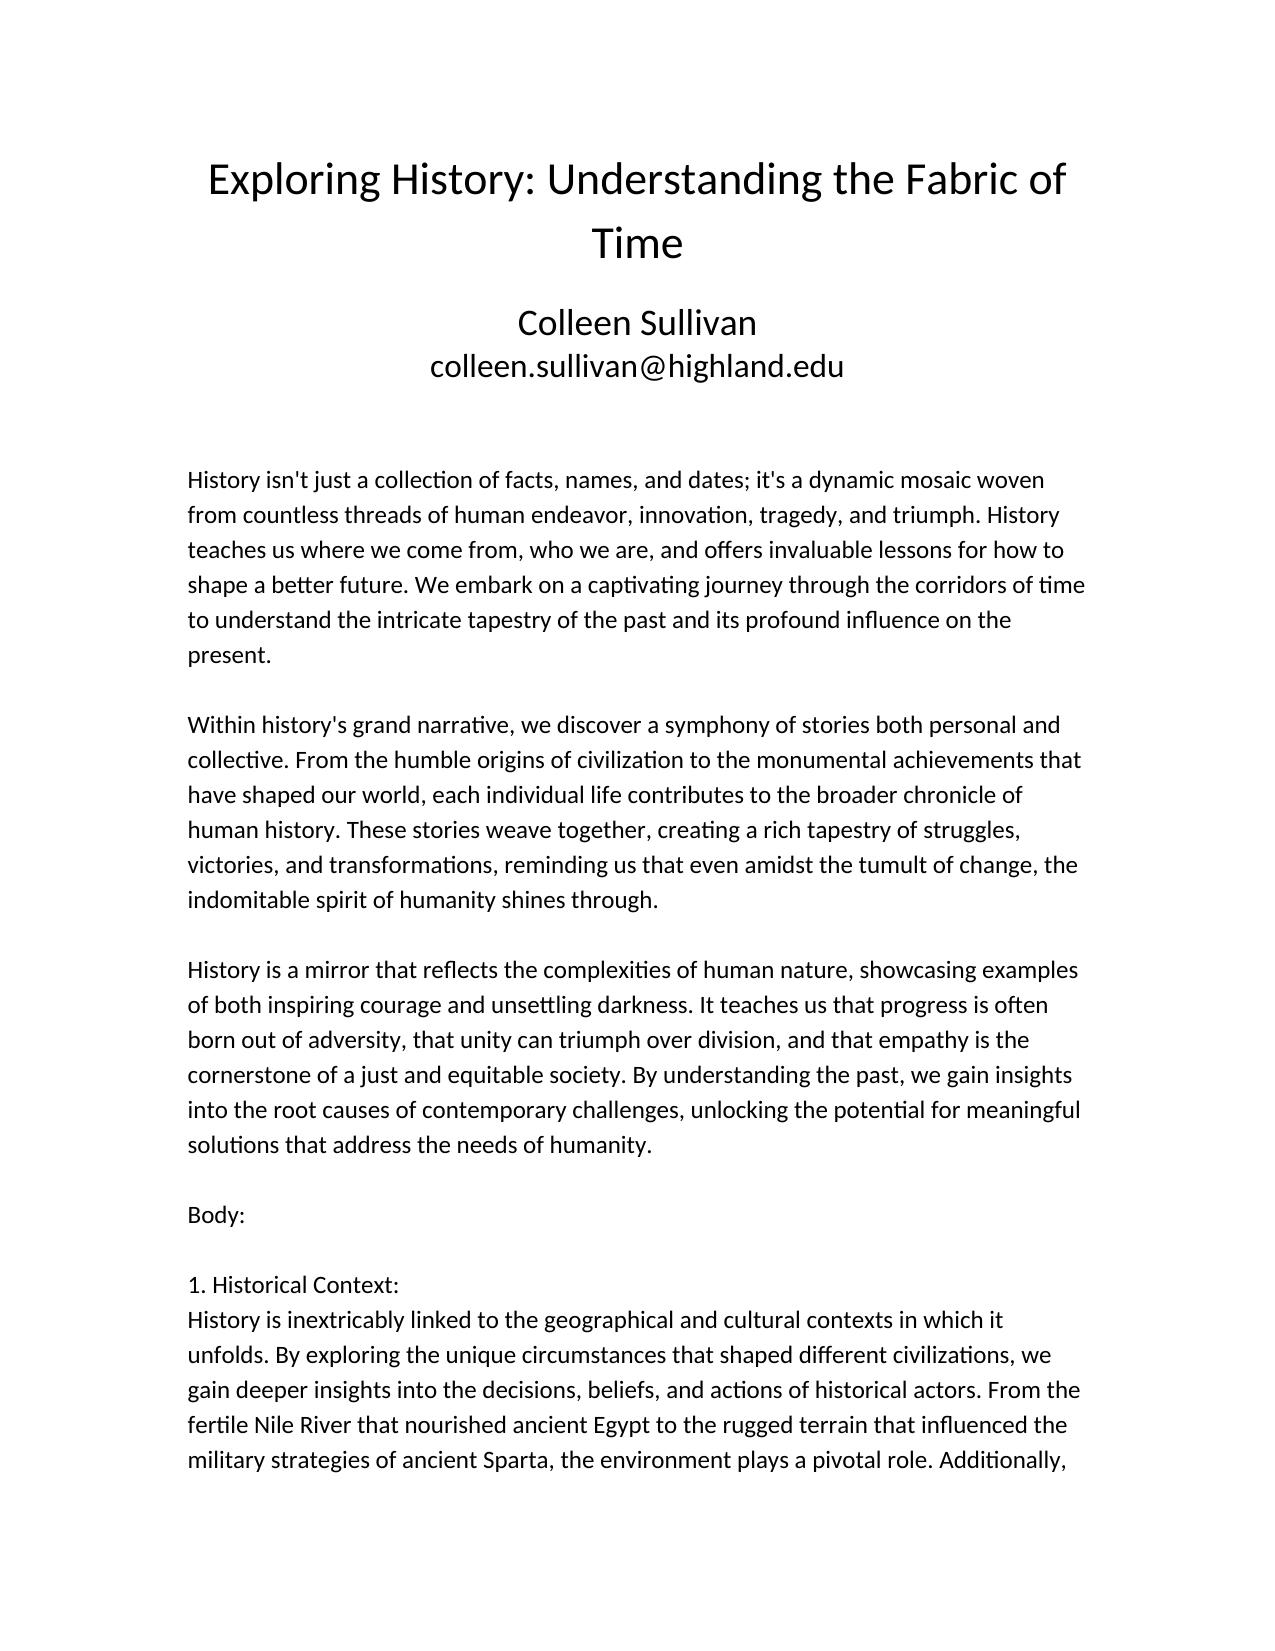 Exploring History: Understanding the Fabric of
Time
Colleen Sullivan
colleen.sullivan@highland.edu
History isn't just a collection of facts, names, and dates; it's a dynamic mosaic woven
from countless threads of human endeavor, innovation, tragedy, and triumph. History
teaches us where we come from, who we are, and offers invaluable lessons for how to
shape a better future. We embark on a captivating journey through the corridors of time
to understand the intricate tapestry of the past and its profound influence on the
present.
Within history's grand narrative, we discover a symphony of stories both personal and
collective. From the humble origins of civilization to the monumental achievements that
have shaped our world, each individual life contributes to the broader chronicle of
human history. These stories weave together, creating a rich tapestry of struggles,
victories, and transformations, reminding us that even amidst the tumult of change, the
indomitable spirit of humanity shines through.
History is a mirror that reflects the complexities of human nature, showcasing examples
of both inspiring courage and unsettling darkness. It teaches us that progress is often
born out of adversity, that unity can triumph over division, and that empathy is the
cornerstone of a just and equitable society. By understanding the past, we gain insights
into the root causes of contemporary challenges, unlocking the potential for meaningful
solutions that address the needs of humanity.
Body:
1. Historical Context:
History is inextricably linked to the geographical and cultural contexts in which it
unfolds. By exploring the unique circumstances that shaped different civilizations, we
gain deeper insights into the decisions, beliefs, and actions of historical actors. From the
fertile Nile River that nourished ancient Egypt to the rugged terrain that influenced the
military strategies of ancient Sparta, the environment plays a pivotal role. Additionally,